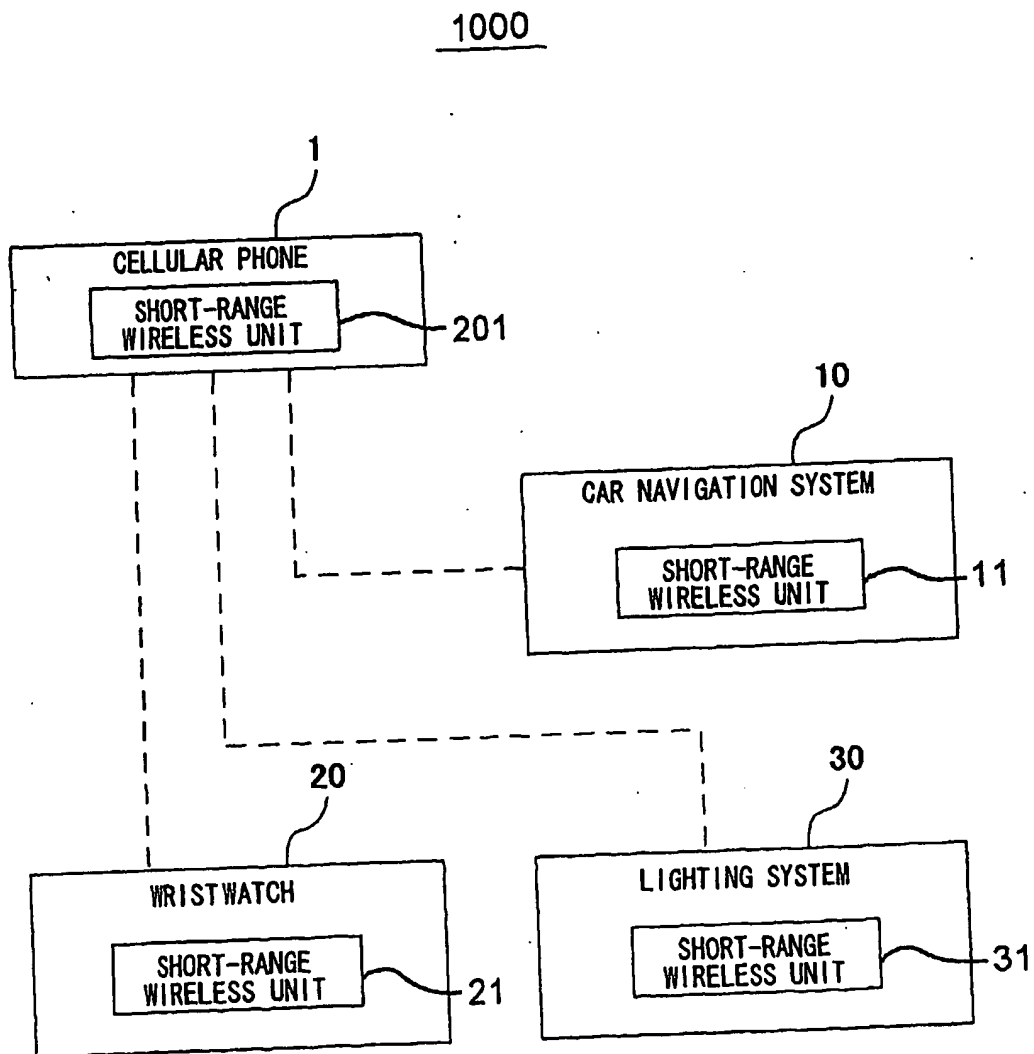 1000
1
CELLULAR PHONE
SHORT-RANGE
WIRELESS UNIT
201
10
CAR NAVIGATION SYSTEM
SHORT-RANGE
WIRELESS UNIT
11
20
WRISTWATCH
SHORT-RANGE
WIRELESS UNIT
21
30
LIGHTING SYSTEM
SHORT-RANGE
WIRELESS UNIT
31